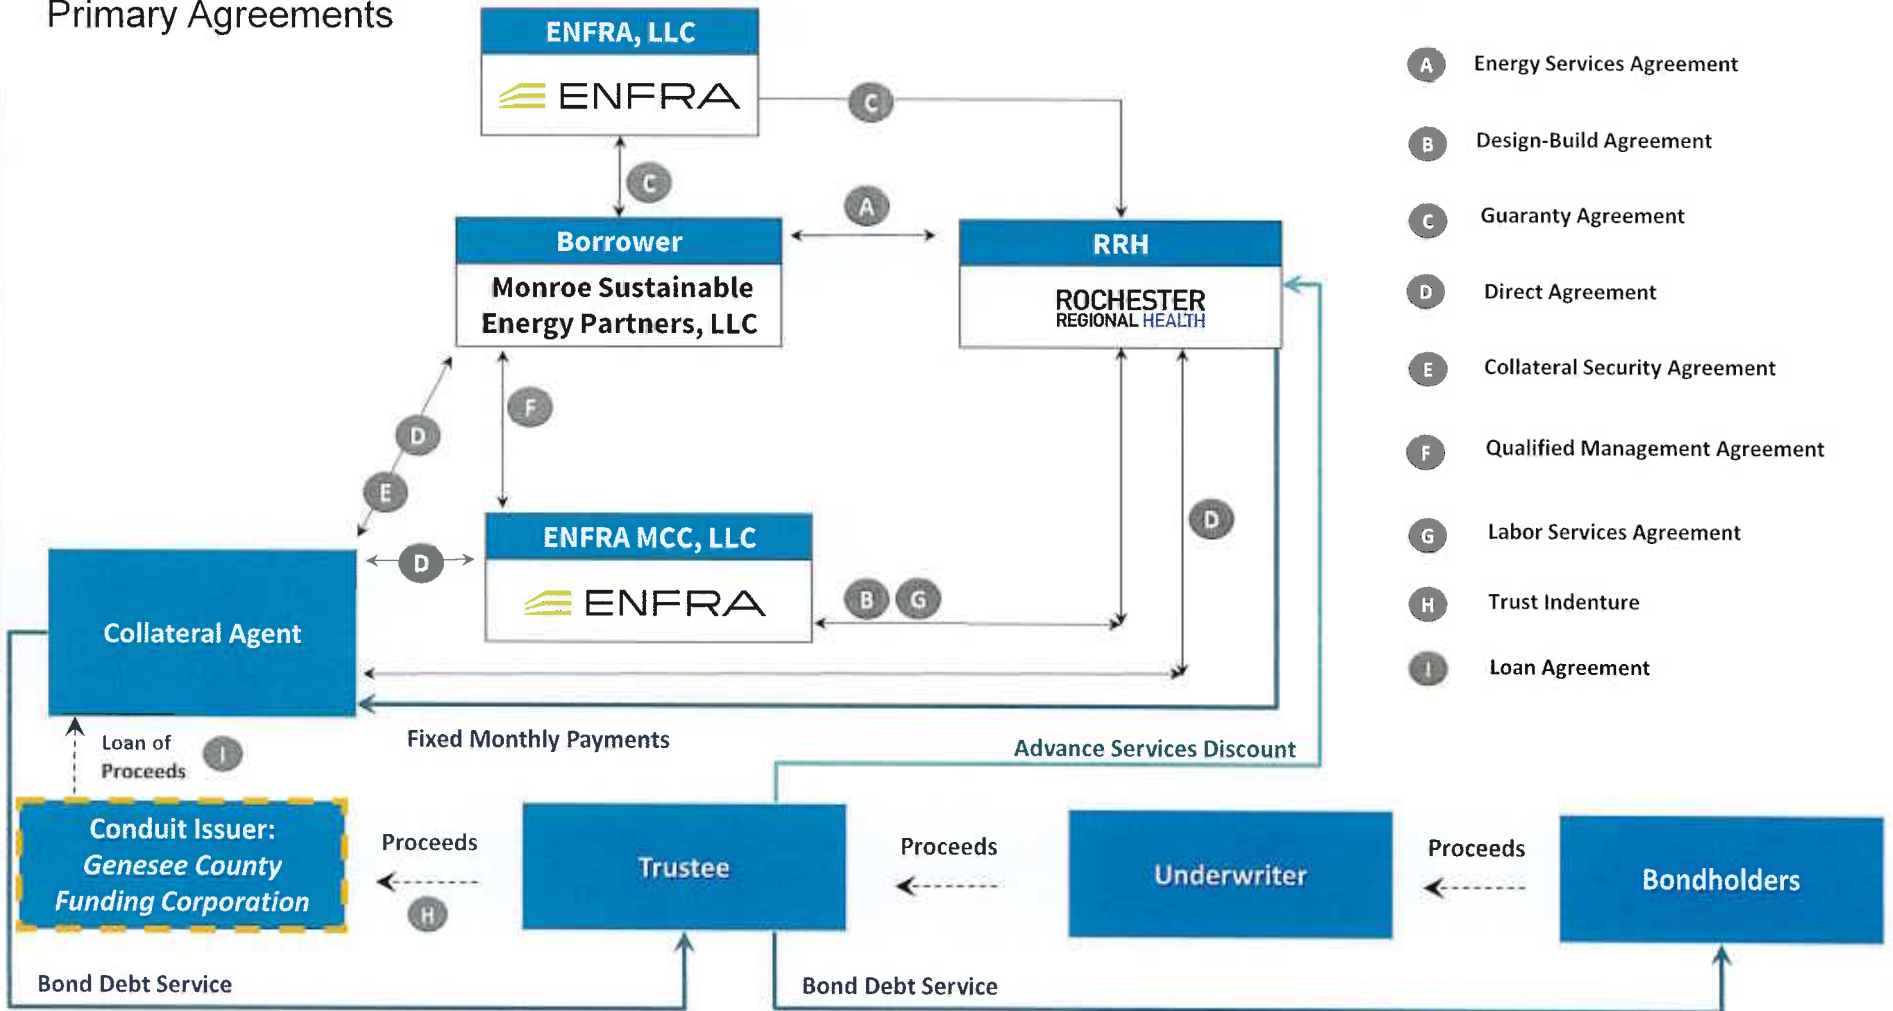 Primary Agreements
ENFRA, LLC
ENFRA
C
C
A
Borrower
Monroe Sustainable
Energy Partners, LLC
RRH
ROCHESTER
REGIONAL HEALTH
D
E
F
D
ENFRA MCC, LLC
ENFRA
B G
D
Collateral Agent
Fixed Monthly Payments
Advance Services Discount
Loan of
Proceeds
I
Conduit Issuer:
Genesee County
Funding Corporation
Proceeds
H
Trustee
Proceeds
Underwriter
Proceeds
Bondholders
Bond Debt Service
Bond Debt Service
A Energy Services Agreement
B Design-Build Agreement
C Guaranty Agreement
D Direct Agreement
E Collateral Security Agreement
F Qualified Management Agreement
G Labor Services Agreement
H Trust Indenture
I Loan Agreement